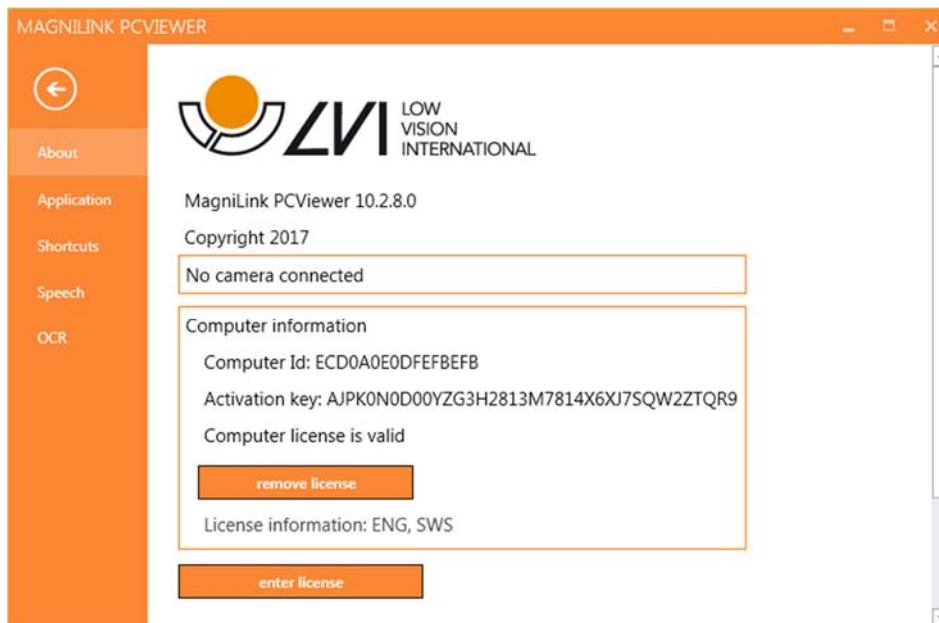 MAGNILINK PCVIEWER
LVI
LOW
VISION
INTERNATIONAL
About
Application
Shortcuts
Speech
OCR
MagniLink PCViewer 10.2.8.0
Copyright 2017
No camera connected
Computer information
Computer Id: ECD0A0E0DFEFBEFB
Activation key: AJPK0N0D00YZG3H2813M7814X6XJ7SQW2ZTQR9
Computer license is valid
remove license
License information: ENG, SWS
enter license